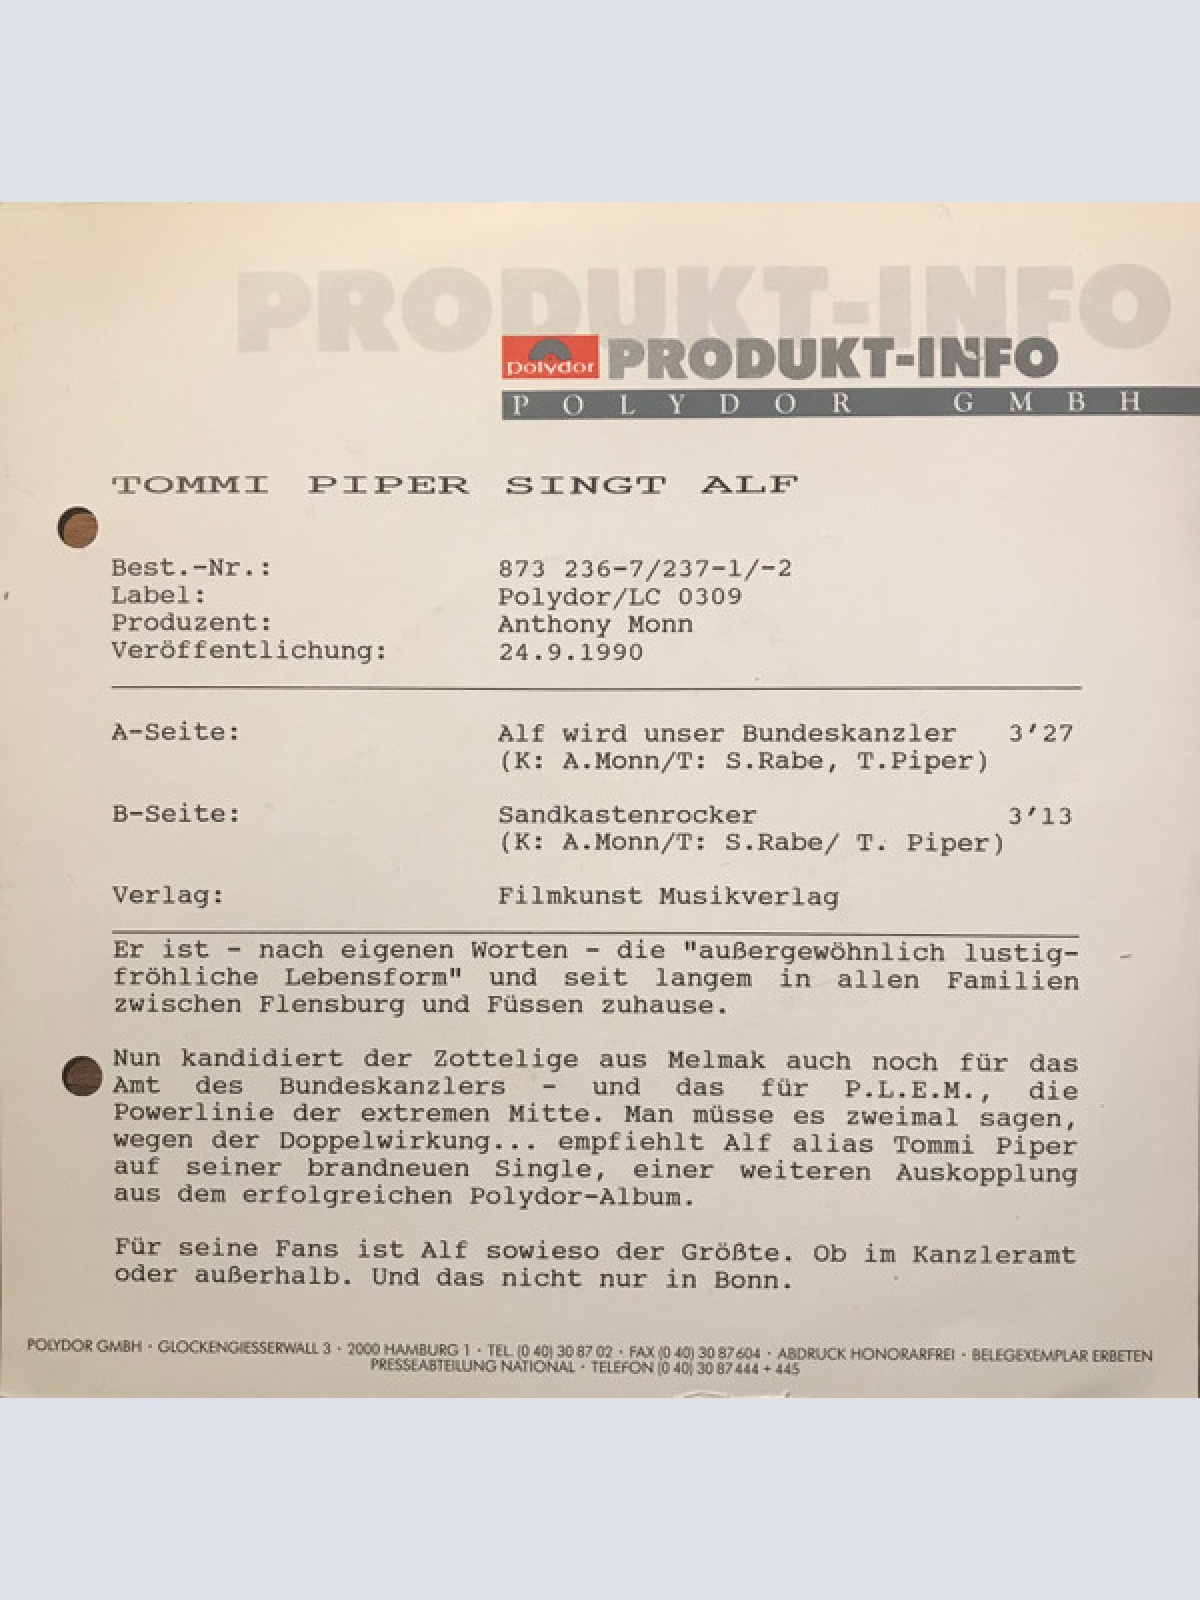 PRODUKT-INFO
polydor PRODUKT-INFO
POLYDOR GMBH
TOMMI PIPER SINGT ALF
Best.-Nr.: 873 236-7/237-1/-2
Label: Polydor/LC 0309
Produzent: Anthony Monn
Veröffentlichung: 24.9.1990
A-Seite: Alf wird unser Bundeskanzler 3'27
(K: A.Monn/T: S.Rabe, T.Piper)
B-Seite: Sandkastenrocker 3'13
(K: A.Monn/T: S.Rabe/ T. Piper)
Verlag: Filmkunst Musikverlag
Er ist - nach eigenen Worten - die "außergewöhnlich lustig-
fröhliche Lebensform" und seit langem in allen Familien
zwischen Flensburg und Füssen zuhause.
Nun kandidiert der Zottelige aus Melmak auch noch für das
Amt des Bundeskanzlers - und das für P.L.E.M., die
Powerlinie der extremen Mitte. Man müsse es zweimal sagen,
wegen der Doppelwirkung... empfiehlt Alf alias Tommi Piper
auf seiner brandneuen Single, einer weiteren Auskopplung
aus dem erfolgreichen Polydor-Album.
Für seine Fans ist Alf sowieso der Größte. Ob im Kanzleramt
oder außerhalb. Und das nicht nur in Bonn.
POLYDOR GMBH · GLOCKENGIESSERWALL 3 · 2000 HAMBURG 1 · TEL. (0 40) 30 87 02 · FAX (0 40) 30 87 604 · ABDRUCK HONORARFREI · BELEGEXEMPLAR ERBETEN
PRESSEABTEILUNG NATIONAL · TELEFON (0 40) 30 87 444 + 445